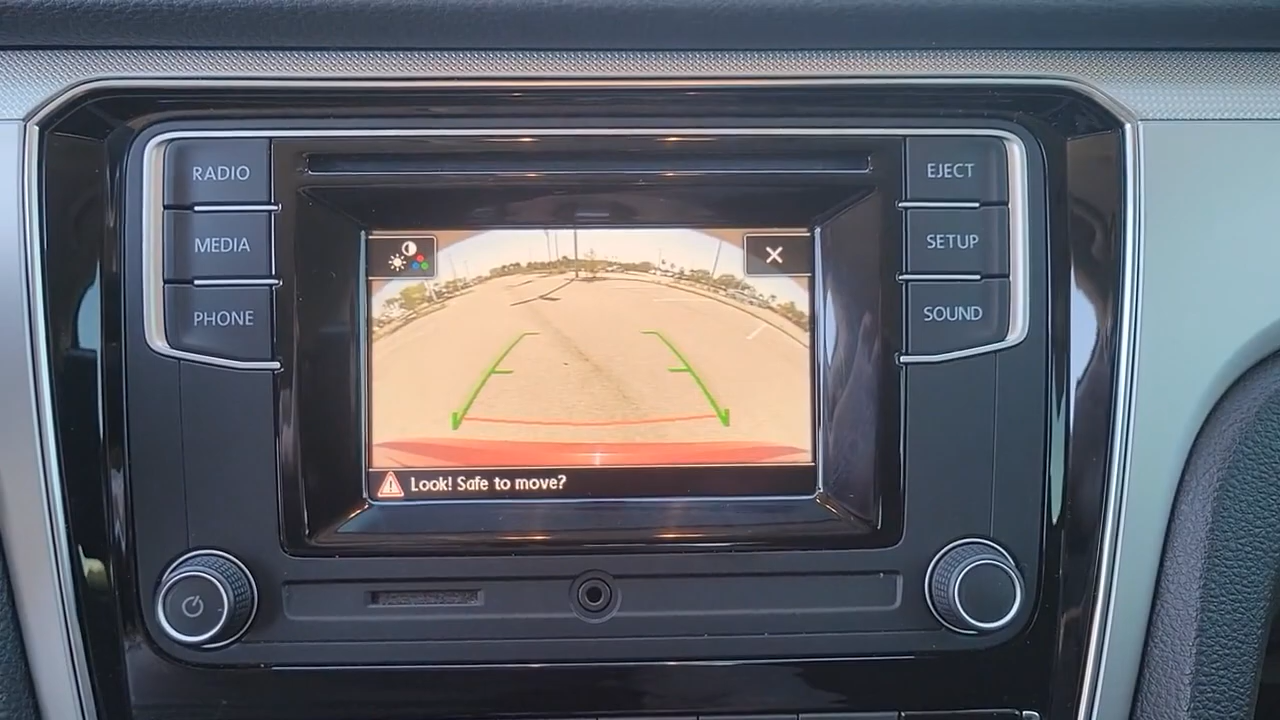 RADIO
MEDIA
PHONE
EJECT
SETUP
SOUND
Look! Safe to move?